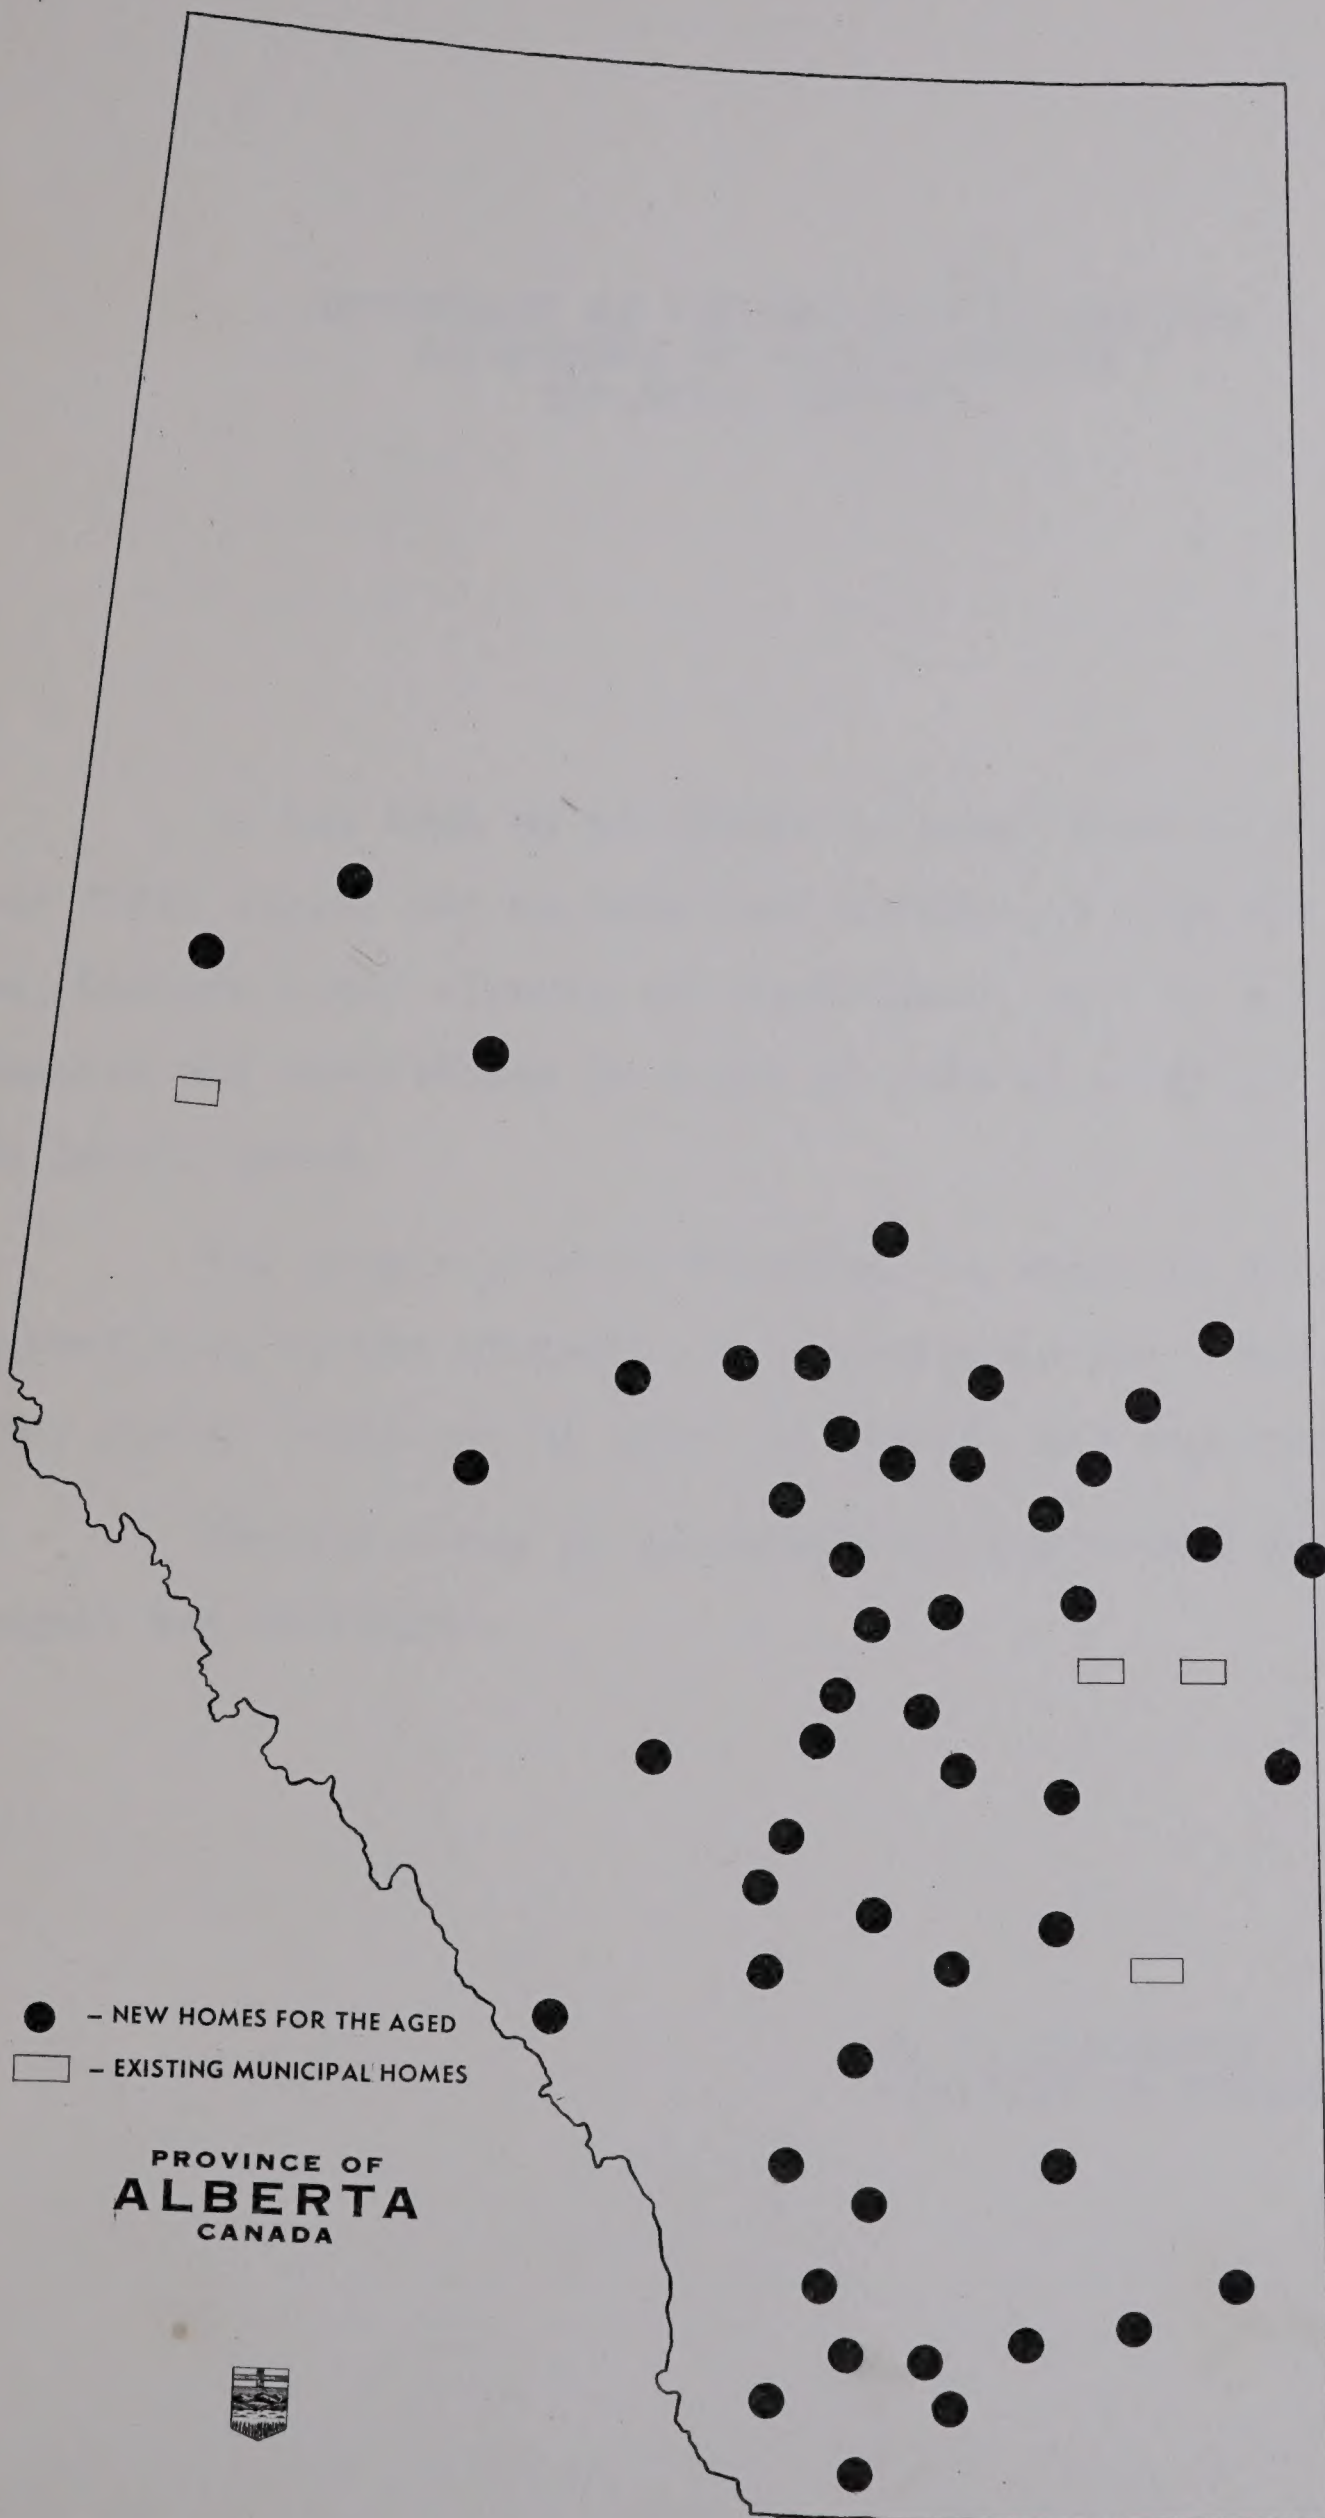 – NEW HOMES FOR THE AGED
– EXISTING MUNICIPAL HOMES
PROVINCE OF
ALBERTA
CANADA